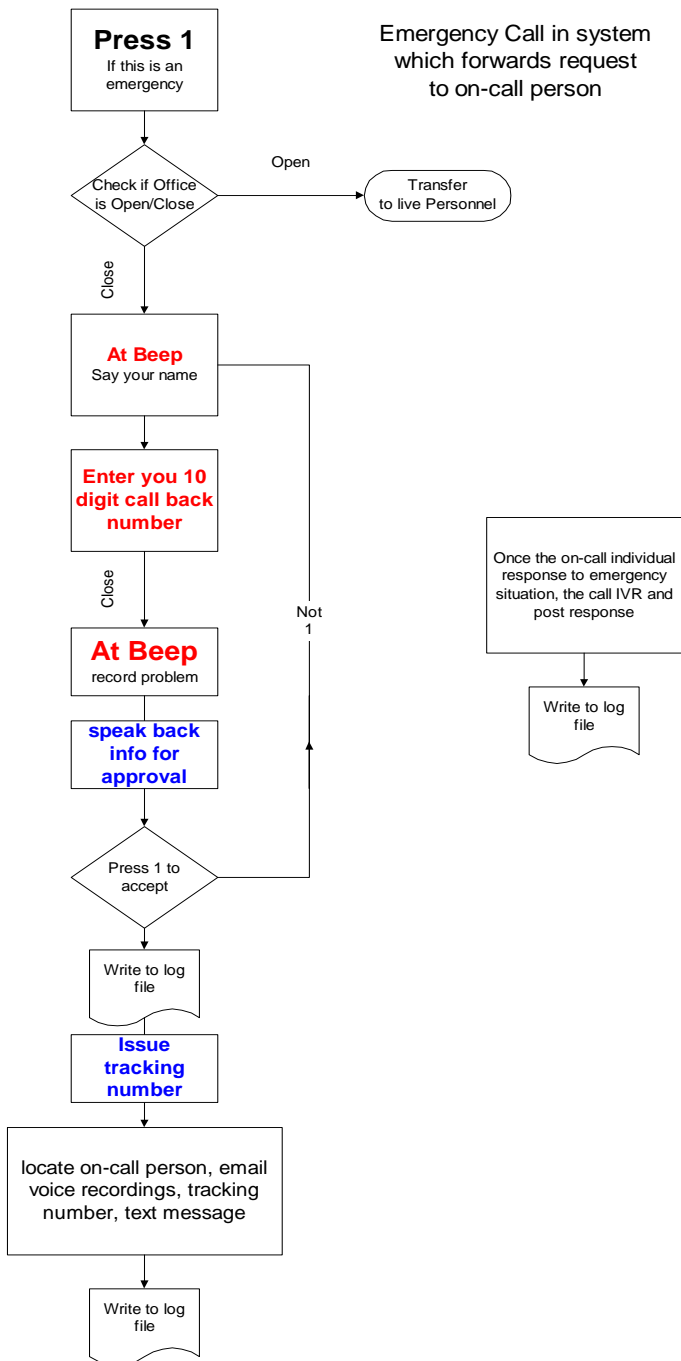 Press 1
If this is an
emergency
Emergency Call in system
which forwards request
to on-call person
Check if Office
is Open/Close
Open
Transfer
to live Personnel
Close
At Beep
Say your name
Enter you 10
digit call back
number
Close
Not
1
Once the on-call individual
response to emergency
situation, the call IVR and
post response
At Beep
record problem
Write to log
file
speak back
info for
approval
Press 1 to
accept
Write to log
file
Issue
tracking
number
locate on-call person, email
voice recordings, tracking
number, text message
Write to log
file